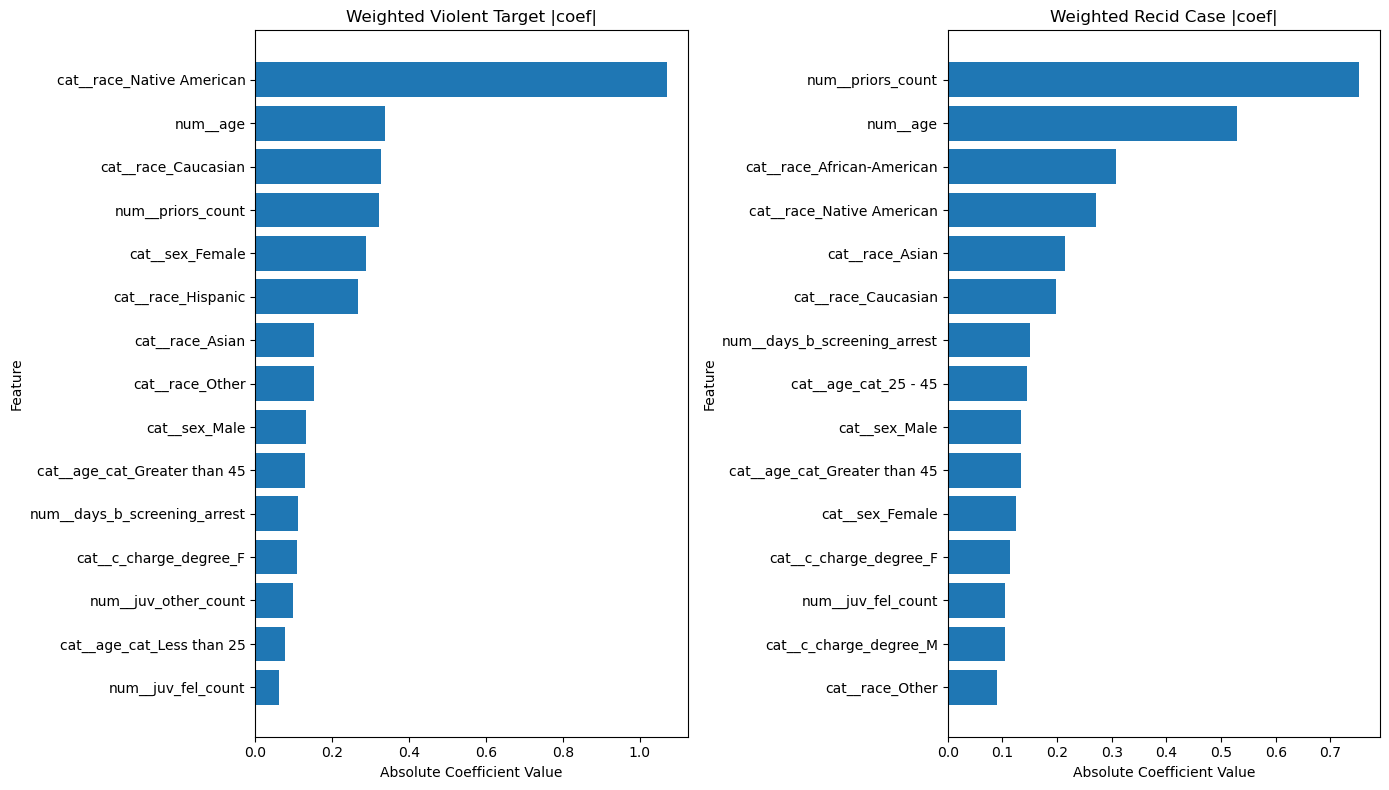 Weighted Violent Target |coef|
Feature
cat__race_Native American
num__age
cat__race_Caucasian
num__priors_count
cat__sex_Female
cat__race_Hispanic
cat__race_Asian
cat__race_Other
cat__sex_Male
cat__age_cat_Greater than 45
num__days_b_screening_arrest
cat__c_charge_degree_F
num__juv_other_count
cat__age_cat_Less than 25
num__juv_fel_count
0.0 0.2 0.4 0.6 0.8 1.0
Absolute Coefficient Value
Weighted Recid Case |coef|
Feature
num__priors_count
num__age
cat__race_African-American
cat__race_Native American
cat__race_Asian
cat__race_Caucasian
num__days_b_screening_arrest
cat__age_cat_25 - 45
cat__sex_Male
cat__age_cat_Greater than 45
cat__sex_Female
cat__c_charge_degree_F
num__juv_fel_count
cat__c_charge_degree_M
cat__race_Other
0.0 0.1 0.2 0.3 0.4 0.5 0.6 0.7
Absolute Coefficient Value